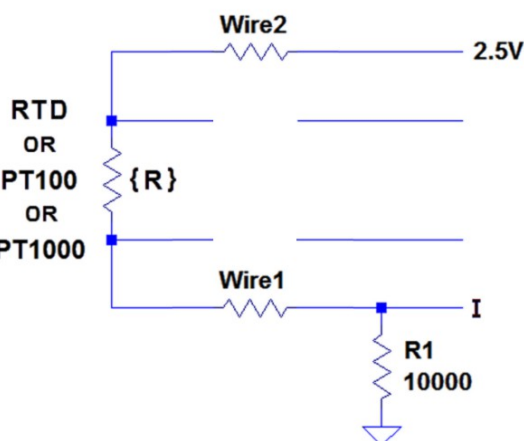 Wire2
2.5V
RTD
OR
PT100
{R}
OR
PT1000
Wire1
I
R1
10000